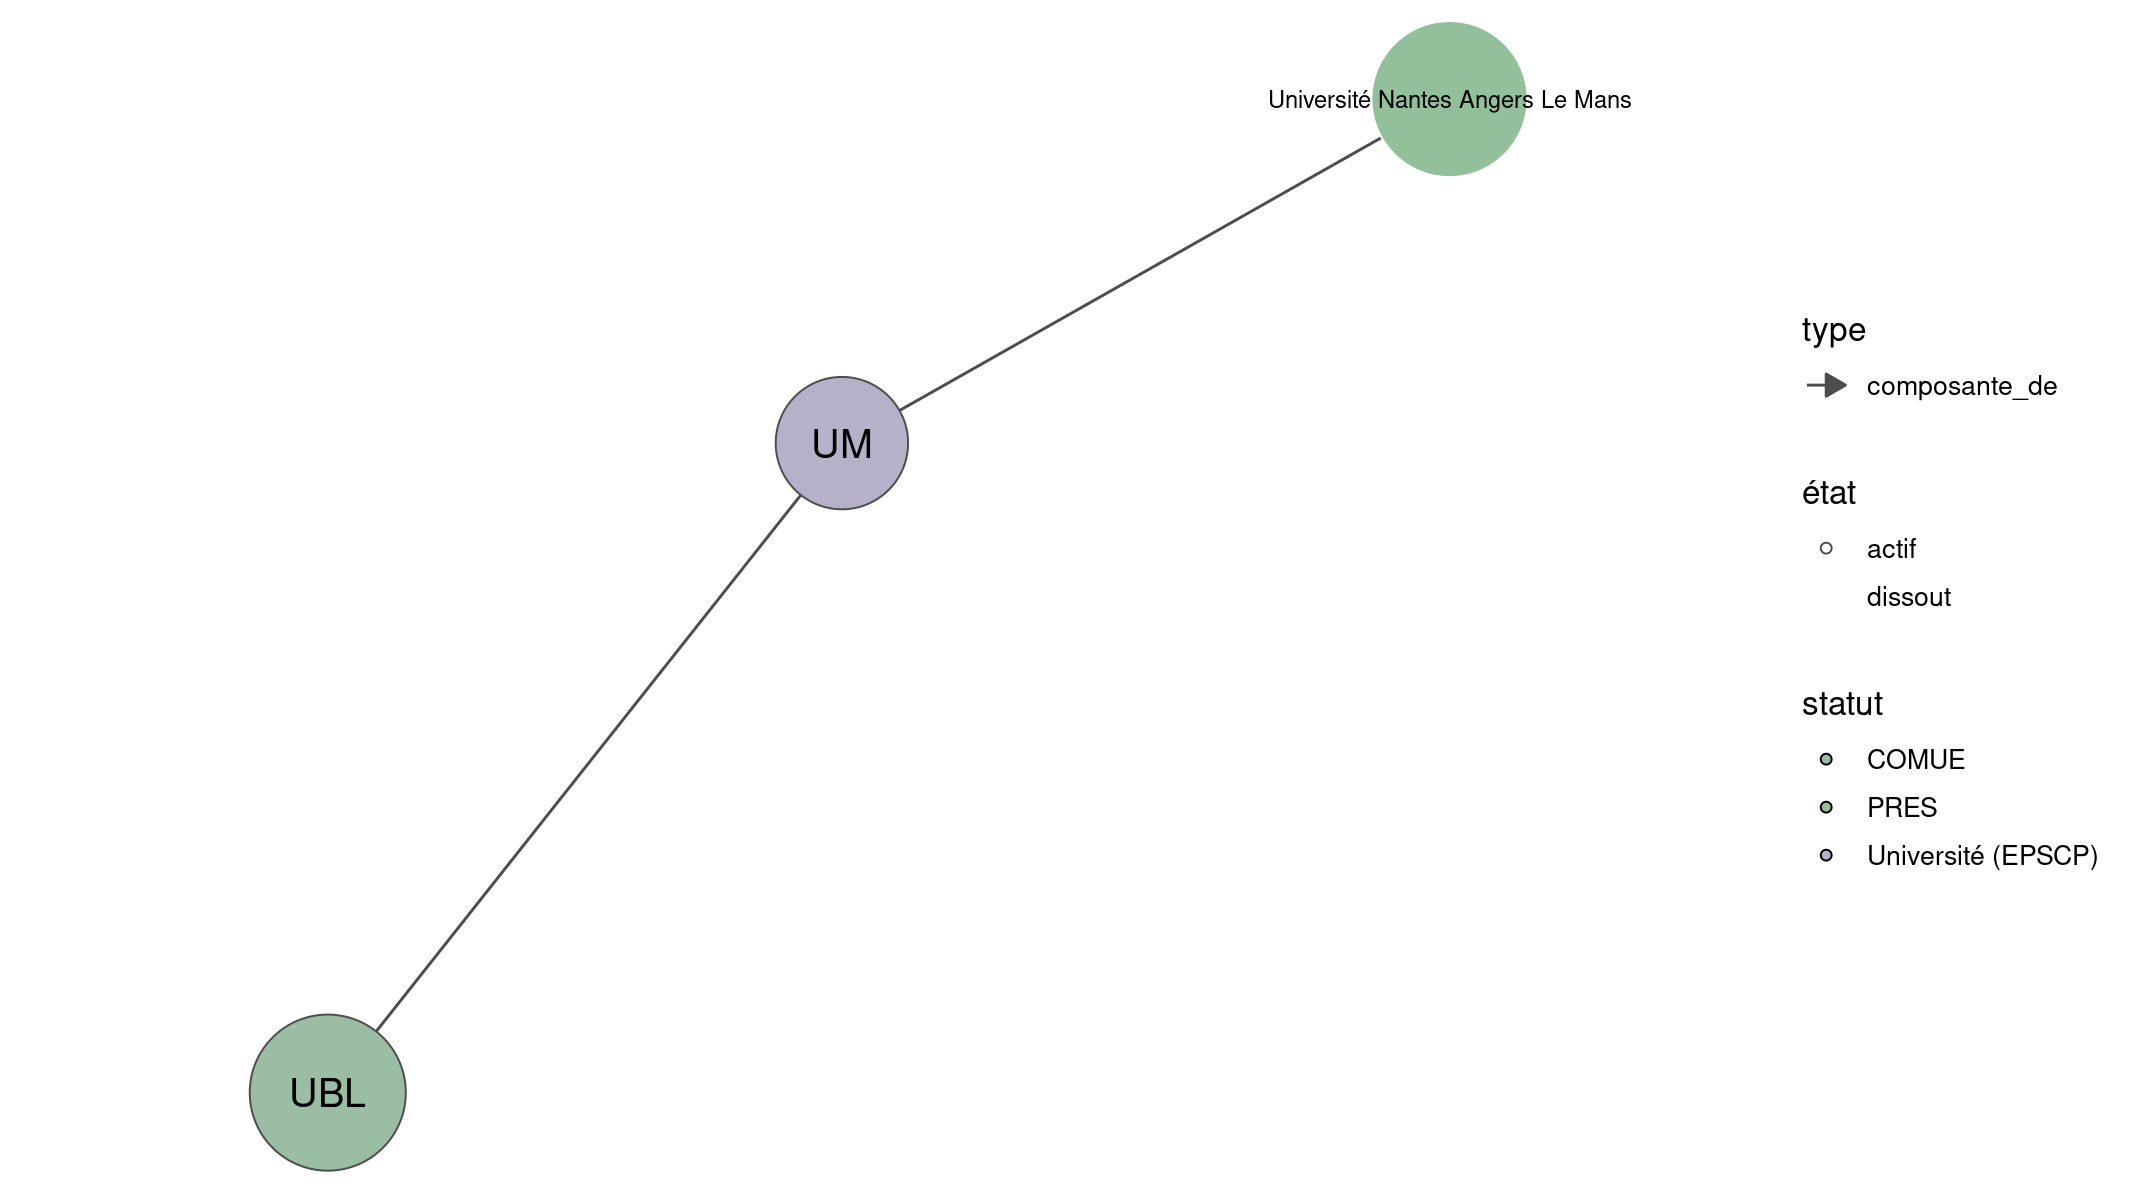 Université Nantes Angers Le Mans
UM
UBL
type
composante_de
état
actif
dissout
statut
COMUE
PRES
Université (EPSCP)